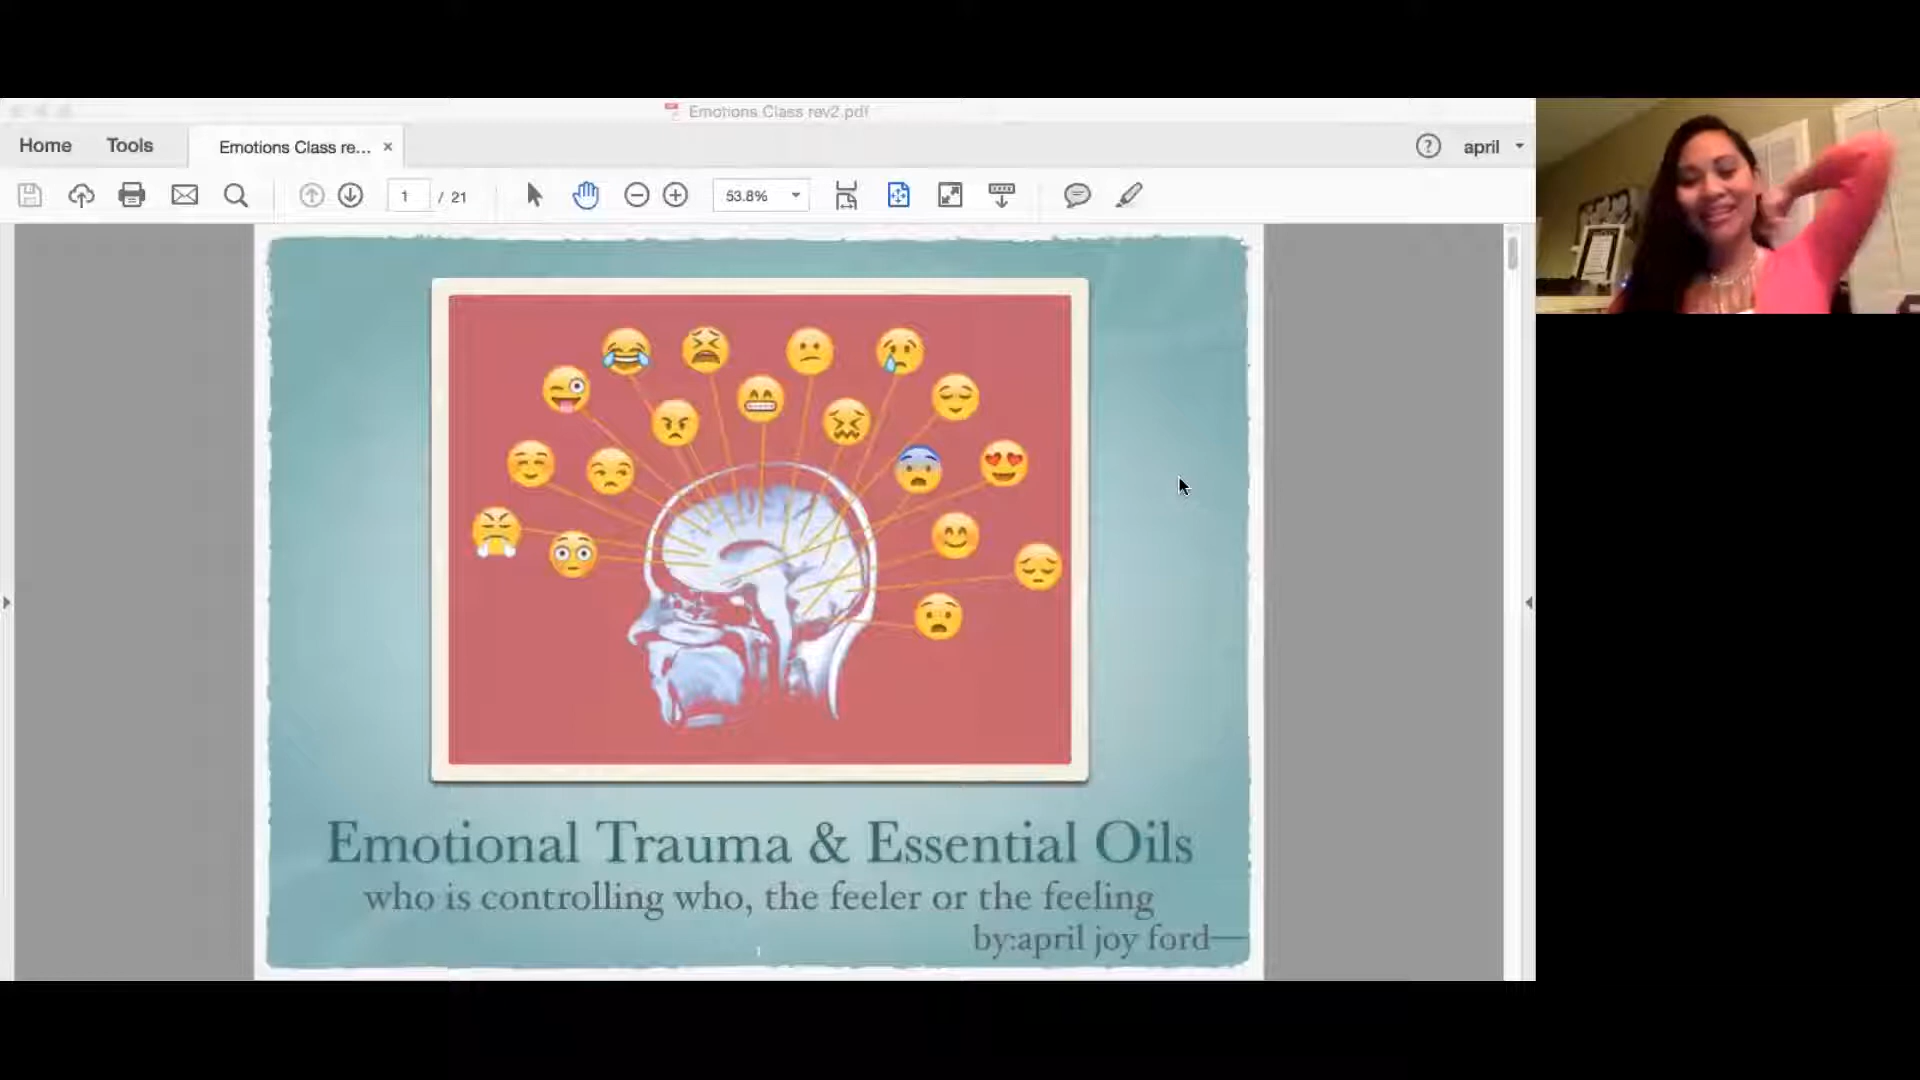 Emotions Class rev2.pdf
Home
Tools
Emotions Class re...
april
1
/ 21
53.8%
Emotional Trauma & Essential Oils
who is controlling who, the feeler or the feeling
by:april joy ford—
1